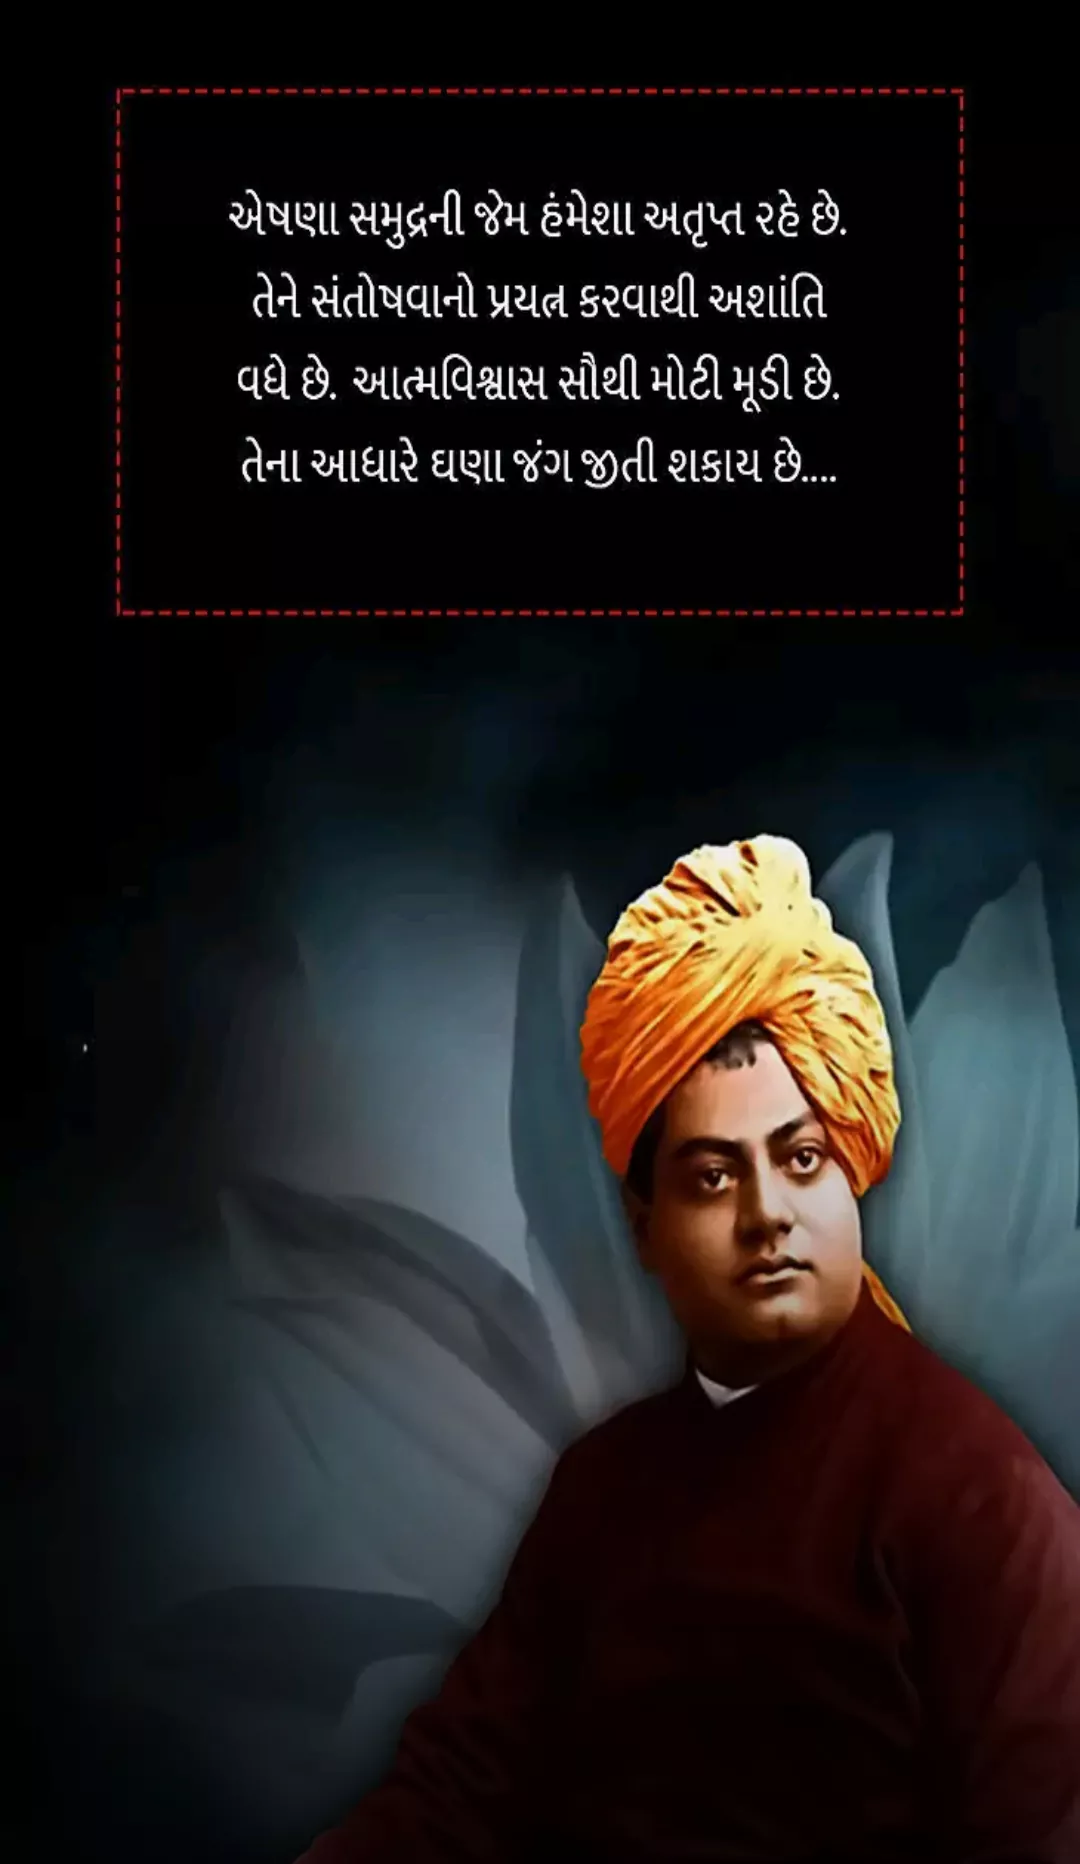 એષણા સમુદ્રની જેમ હંમેશા અતૃપ્ત રહે છે.
તેને સંતોષવાનો પ્રયત્ન કરવાથી અશાંતિ
વધે છે. આત્મવિશ્વાસ સૌથી મોટી મૂડી છે.
તેના આધારે ઘણા જંગ જીતી શકાય છે....